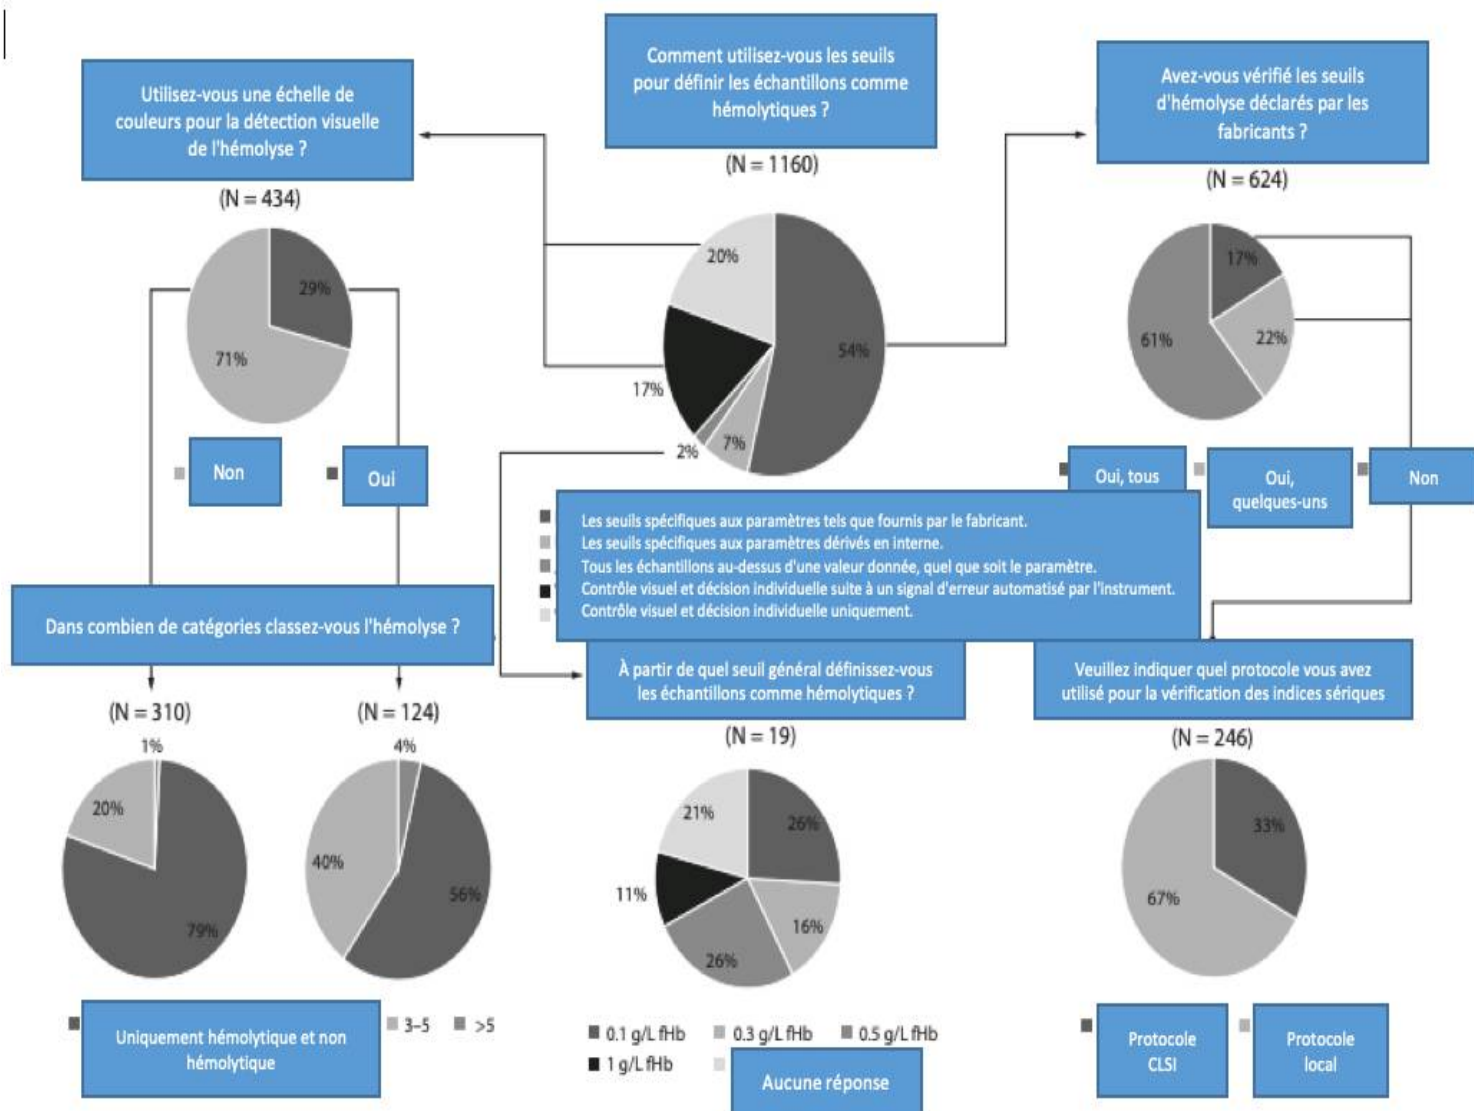 Comment utilisez-vous les seuils
pour définir les échantillons comme
hémolytiques ?
(N = 1160)
20%
54%
17%
2%
7%
Les seuils spécifiques aux paramètres tels que fournis par le fabricant.
Les seuils spécifiques aux paramètres dérivés en interne.
Tous les échantillons au-dessus d'une valeur donnée, quel que soit le paramètre.
Contrôle visuel et décision individuelle suite à un signal d'erreur automatisé par l'instrument.
Contrôle visuel et décision individuelle uniquement.
Utilisez-vous une échelle de
couleurs pour la détection visuelle
de l'hémolyse ?
(N = 434)
29%
71%
Non
Oui
Avez-vous vérifié les seuils
d'hémolyse déclarés par les
fabricants ?
(N = 624)
17%
61%
22%
Oui, tous
Oui,
quelques-uns
Non
Dans combien de catégories classez-vous l'hémolyse ?
(N = 310)
1%
20%
79%
(N = 124)
4%
40%
56%
Uniquement hémolytique et non
hémolytique
3–5
>5
À partir de quel seuil général définissez-vous
les échantillons comme hémolytiques ?
(N = 19)
21%
26%
11%
16%
26%
0.1 g/L fHb
0.3 g/L fHb
0.5 g/L fHb
1 g/L fHb
Aucune réponse
Veuillez indiquer quel protocole vous avez
utilisé pour la vérification des indices sériques
(N = 246)
33%
67%
Protocole
CLSI
Protocole
local